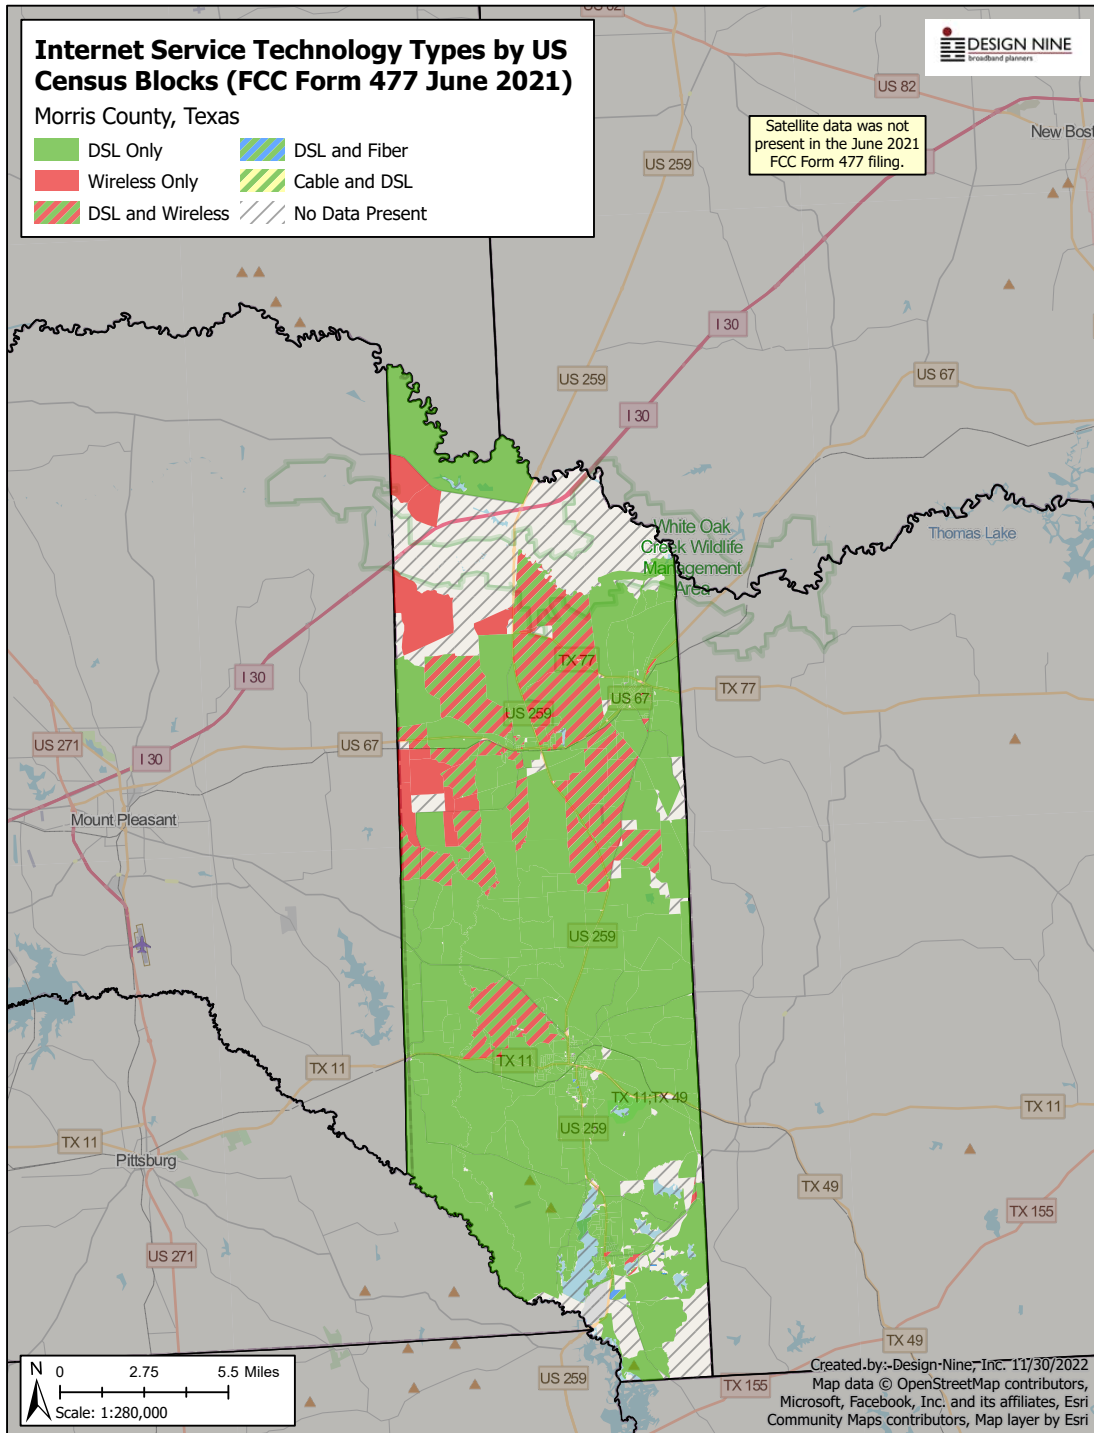 US 62
Internet Service Technology Types by US
Census Blocks (FCC Form 477 June 2021)
Morris County, Texas
DSL Only
DSL and Fiber
Wireless Only
Cable and DSL
DSL and Wireless
No Data Present
DESIGN NINE
broadband planners
US 82
Satellite data was not
present in the June 2021
FCC Form 477 filing.
New Bost
US 259
I 30
US 259
US 67
I 30
White Oak
Creek Wildlife
Management
Area
Thomas Lake
TX 77
I 30
US 67
TX 77
US 259
US 271
US 67
I 30
Mount Pleasant
US 259
TX 11
TX 11
TX 11;TX 49
TX 11
US 259
TX 11
Pittsburg
TX 49
TX 155
US 271
TX 49
US 259
TX 155
N
0 2.75 5.5 Miles
Scale: 1:280,000
Created by: Design Nine, Inc. 11/30/2022
Map data © OpenStreetMap contributors,
Microsoft, Facebook, Inc. and its affiliates, Esri
Community Maps contributors, Map layer by Esri